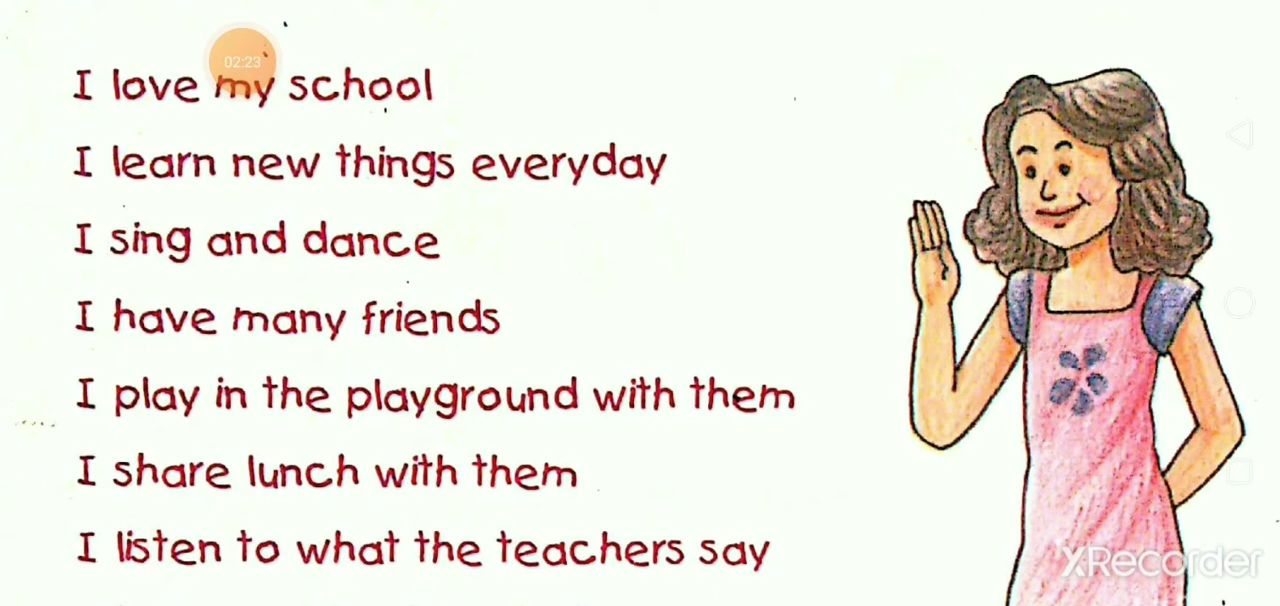 02:23
I love my school
I learn new things everyday
I sing and dance
I have many friends
I play in the playground with them
I share lunch with them
I listen to what the teachers say
XRecorder